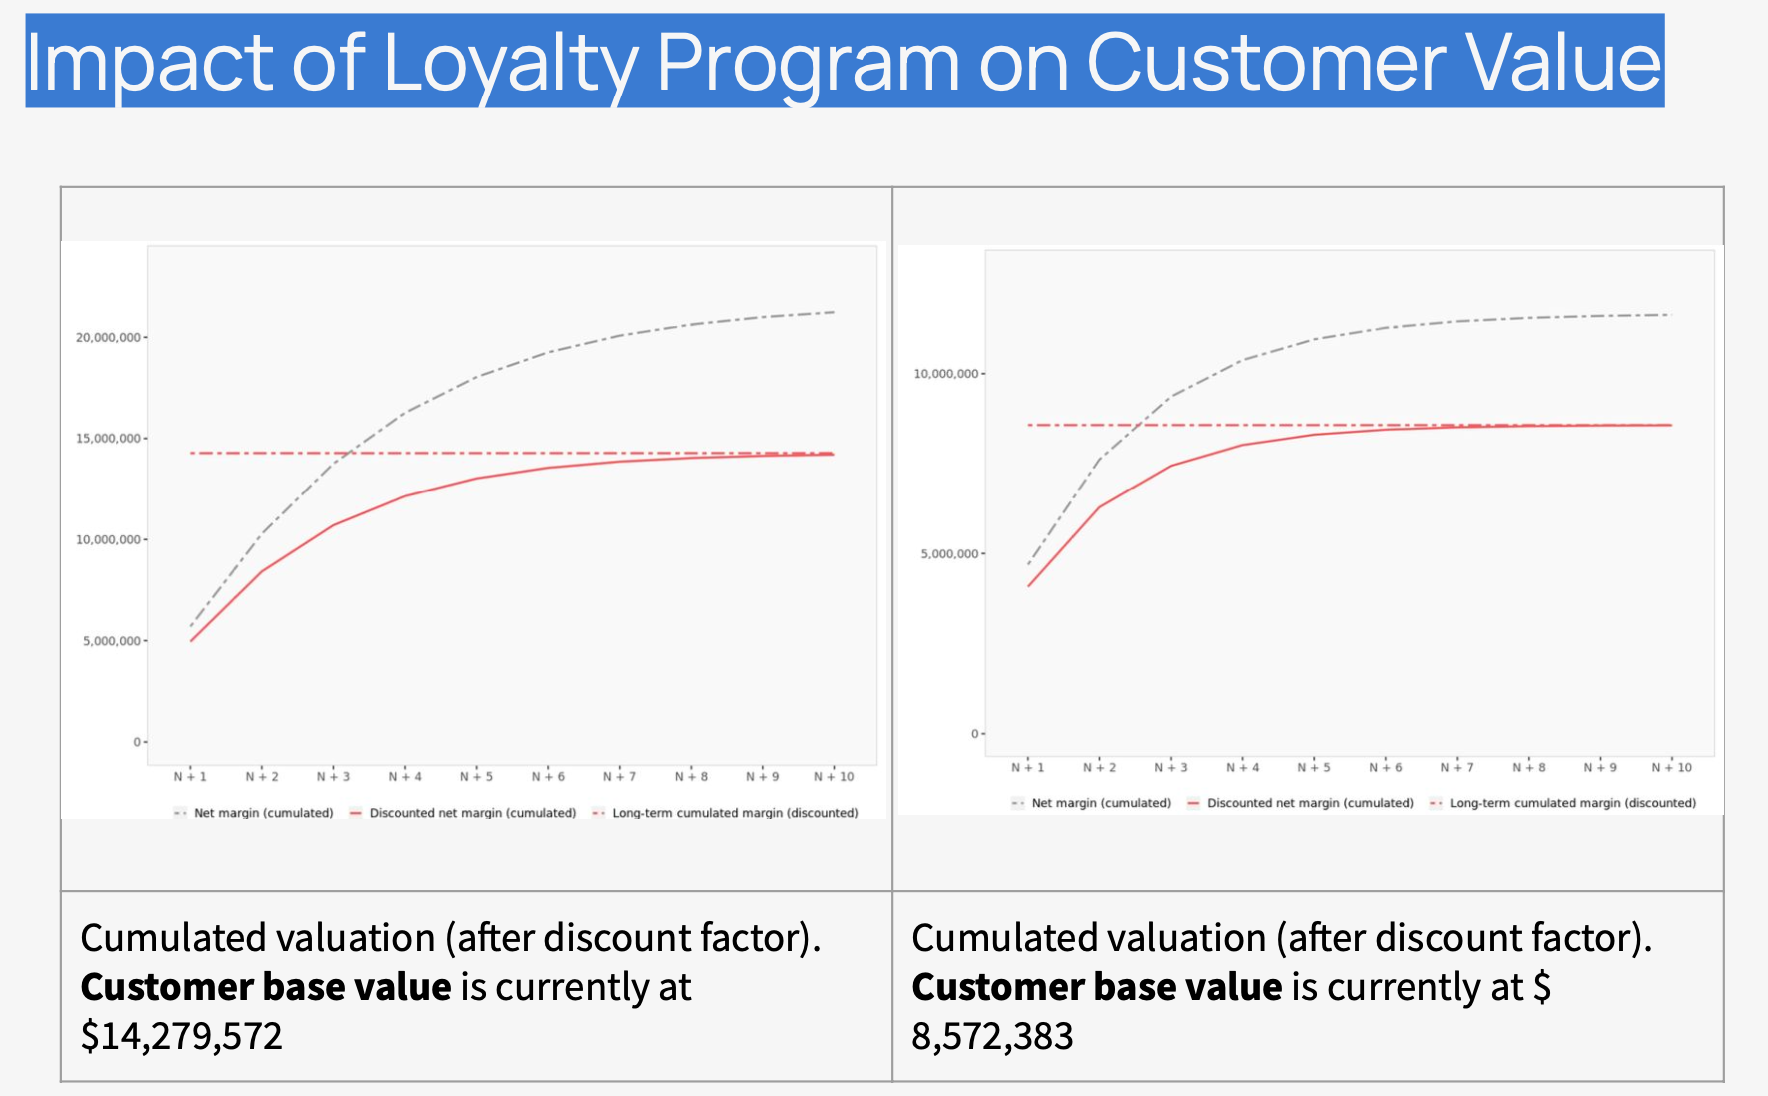 Impact of Loyalty Program on Customer Value
20,000,000
15,000,000
10,000,000
5,000,000
0
N + 1 N + 2 N + 3 N + 4 N + 5 N + 6 N + 7 N + 8 N + 9 N + 10
Net margin (cumulated) Discounted net margin (cumulated) Long-term cumulated margin (discounted)
10,000,000
5,000,000
0
N + 1 N + 2 N + 3 N + 4 N + 5 N + 6 N + 7 N + 8 N + 9 N + 10
Net margin (cumulated) Discounted net margin (cumulated) Long-term cumulated margin (discounted)
Cumulated valuation (after discount factor).
Customer base value is currently at
$14,279,572
Cumulated valuation (after discount factor).
Customer base value is currently at $
8,572,383